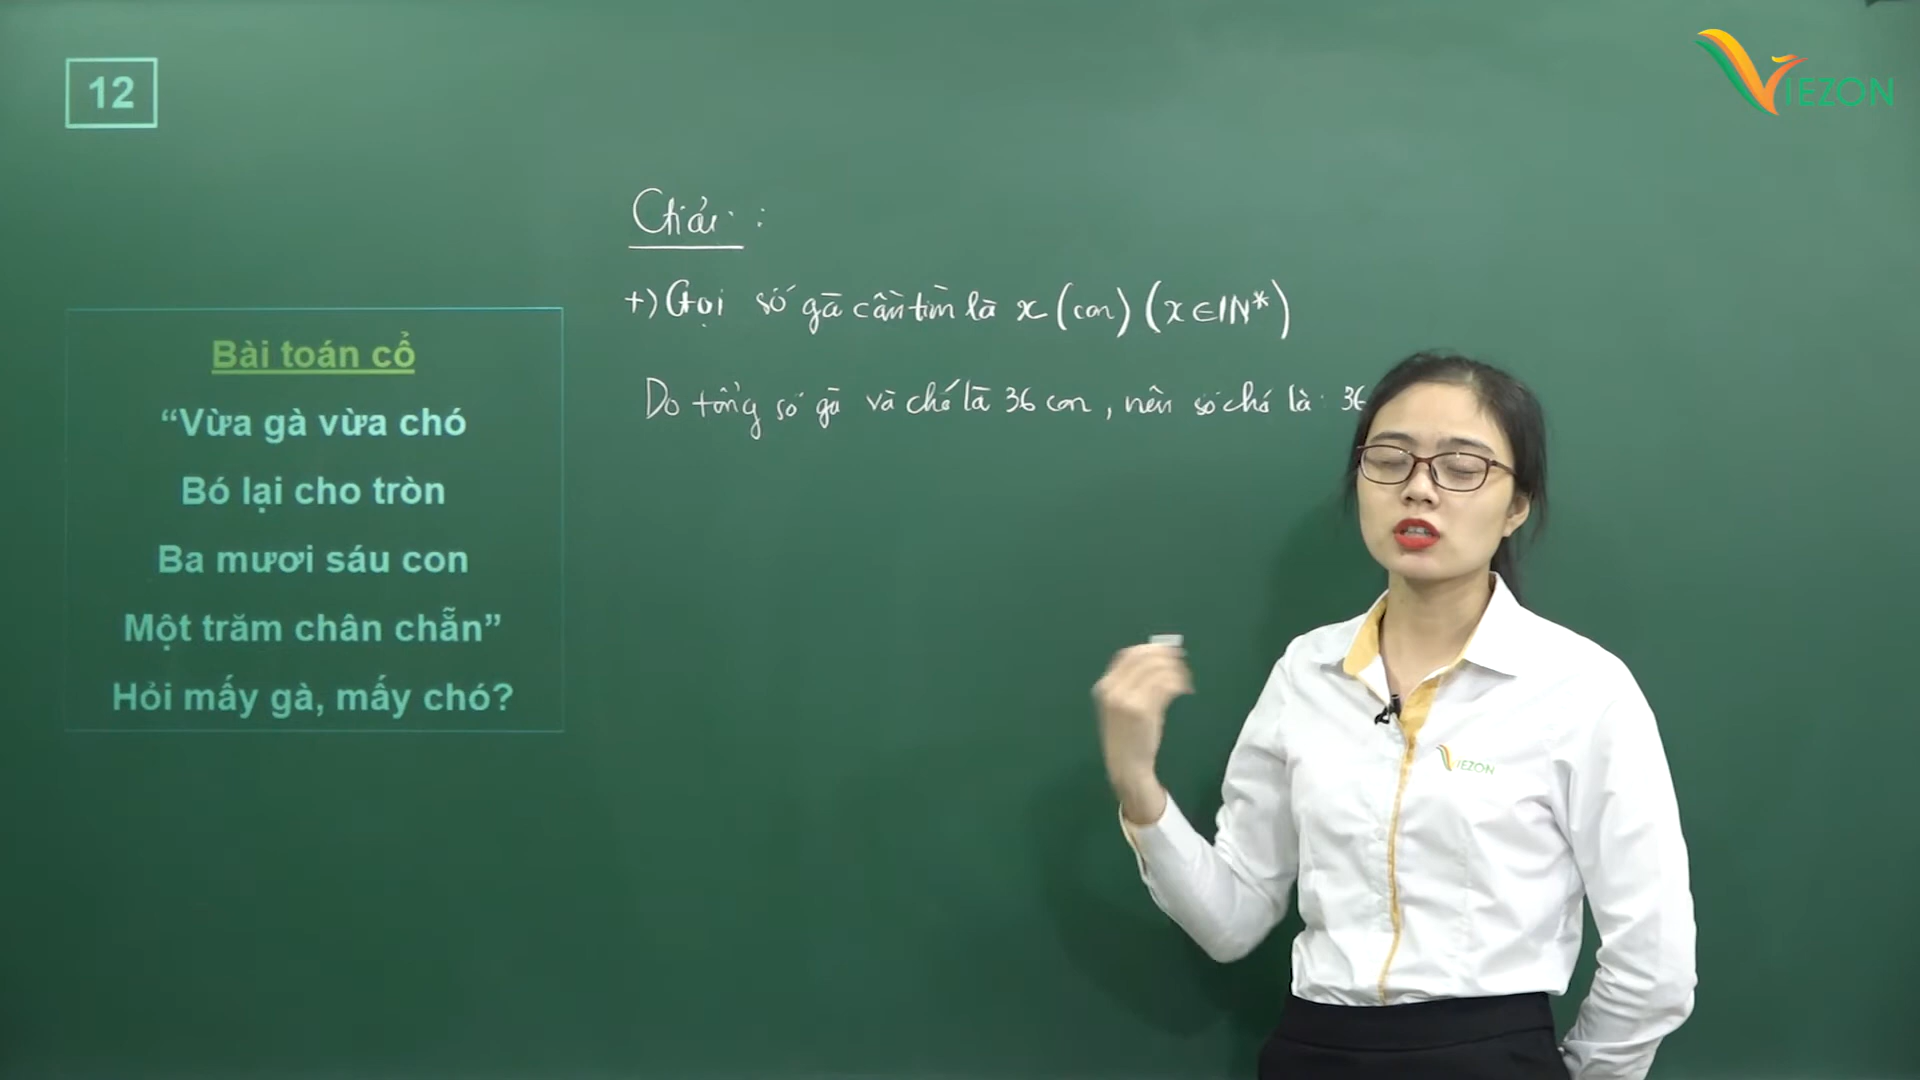 12
VIEZON
Bài toán cổ
“Vừa gà vừa chó
Bó lại cho tròn
Ba mươi sáu con
Một trăm chân chẵn”
Hỏi mấy gà, mấy chó?
Giải :
+) Gọi số gà cần tìm là x (con) (x ∈ IN*)
Do tổng số gà và chó là 36 con, nên số chó là: 36
VIEZON